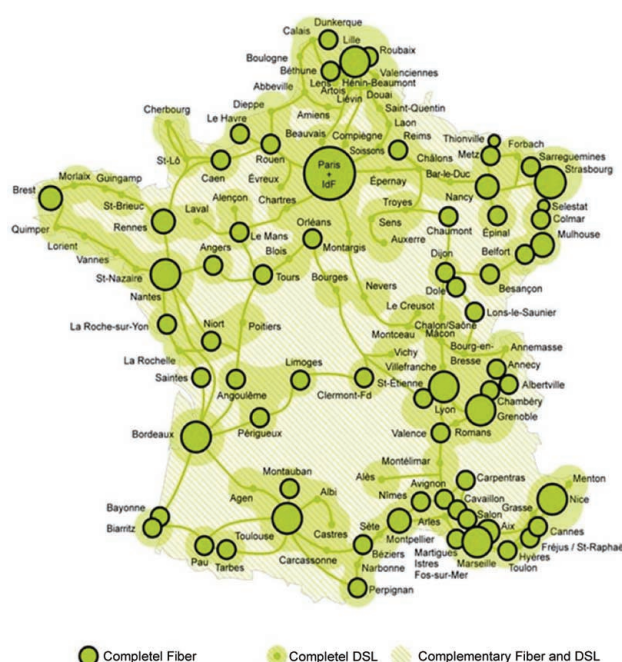 Dunkerque
Calais
Lille
Roubaix
Boulogne
Béthune
Lens
Hénin-Beaumont
Valenciennes
Artois
Douai
Abbeville
Liévin
Saint-Quentin
Cherbourg
Dieppe
Amiens
Laon
Le Havre
Beauvais
Compiègne
Reims
Thionville
Forbach
Soissons
Metz
Sarreguemines
St-Lô
Rouen
Paris
+
IdF
Châlons
Strasbourg
Caen
Bar-le-Duc
Morlaix
Guingamp
Évreux
Épernay
Nancy
Brest
Alençon
Chartres
Selestat
St-Brieuc
Laval
Troyes
Colmar
Rennes
Orléans
Sens
Épinal
Mulhouse
Quimper
Le Mans
Chaumont
Lorient
Angers
Blois
Montargis
Auxerre
Belfort
Vannes
Dijon
St-Nazaire
Tours
Bourges
Dole
Besançon
Nantes
Nevers
Le Creusot
Lons-le-Saunier
La Roche-sur-Yon
Niort
Poitiers
Montceau
Chalon/Saône
Mâcon
Bourg-en-
Bresse
Annemasse
La Rochelle
Limoges
Vichy
Villefranche
Annecy
Saintes
St-Étienne
Albertville
Angoulême
Clermont-Fd
Chambéry
Lyon
Grenoble
Périgueux
Bordeaux
Valence
Romans
Montélimar
Montauban
Alès
Avignon
Carpentras
Menton
Agen
Albi
Nîmes
Cavaillon
Grasse
Nice
Bayonne
Salon
Biarritz
Toulouse
Castres
Séte
Arles
Aix
Cannes
Montpellier
Béziers
Martigues
Fréjus / St-Raphaë
Pau
Carcassonne
Istres
Marseille
Hyères
Tarbes
Narbonne
Fos-sur-Mer
Toulon
Perpignan
Completel Fiber
Completel DSL
Complementary Fiber and DSL